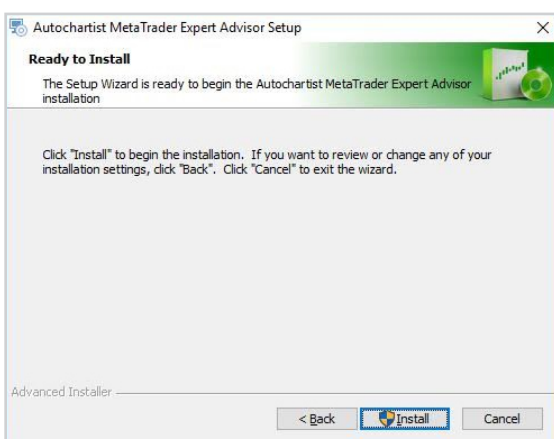 Autochartist MetaTrader Expert Advisor Setup
Ready to Install
The Setup Wizard is ready to begin the Autochartist MetaTrader Expert Advisor
installation
Click "Install" to begin the installation. If you want to review or change any of your
installation settings, click "Back". Click "Cancel" to exit the wizard.
Advanced Installer
< Back Install Cancel